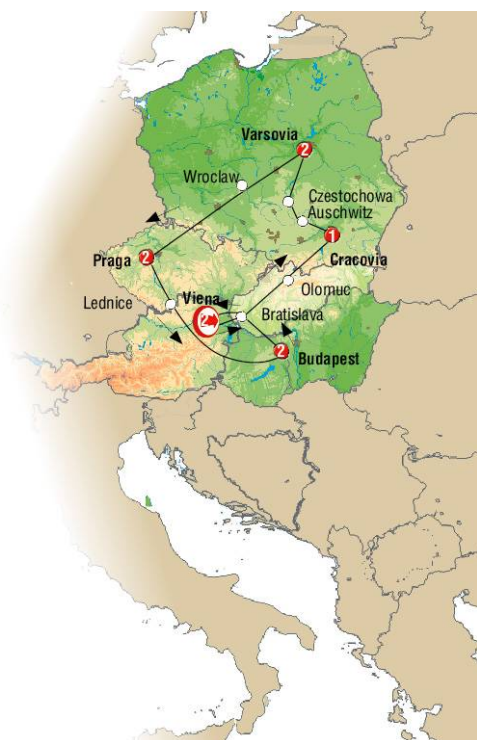 Varsovia
2
Wroclaw
Czestochowa
Auschwitz
1
Praga
2
Cracovia
Olomuc
Lednice
Viena
2
Bratislava
2
Budapest